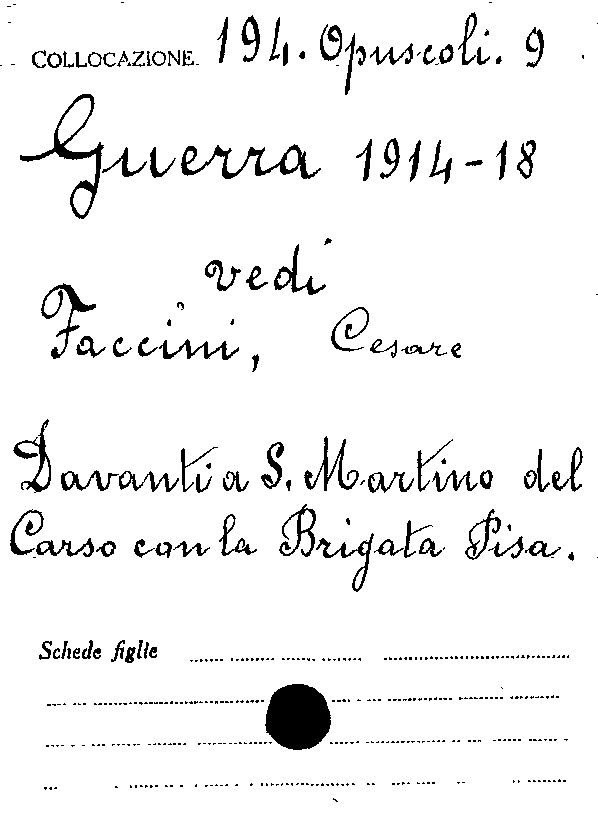 COLLOCAZIONE 194. Opuscoli. 9
Guerra 1914-18
vedi
Faccini, Cesare
Davanti a S. Martino del
Carso con la Brigata Pisa.
Schede figlie